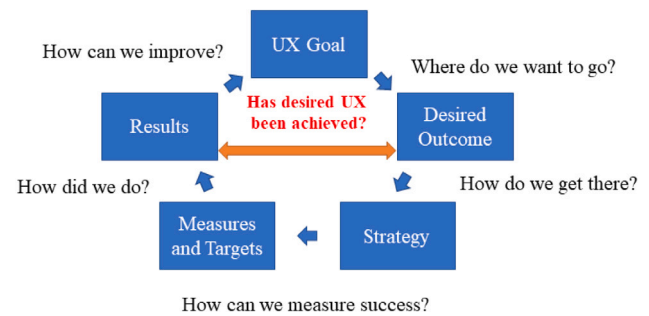 UX Goal
How can we improve?
Where do we want to go?
Has desired UX
been achieved?
Results
Desired
Outcome
How did we do?
How do we get there?
Measures
and Targets
Strategy
How can we measure success?